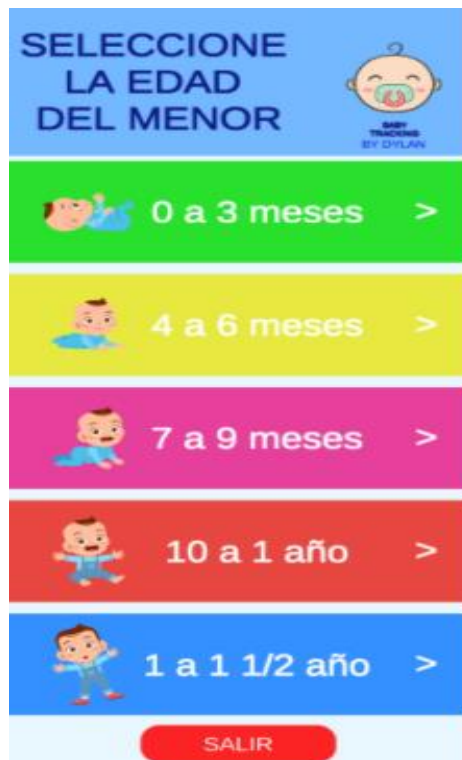 SELECCIONE
LA EDAD
DEL MENOR
BABY
TRACKING
BY DYLAN
0 a 3 meses >
4 a 6 meses >
7 a 9 meses >
10 a 1 año >
1 a 1 1/2 año >
SALIR